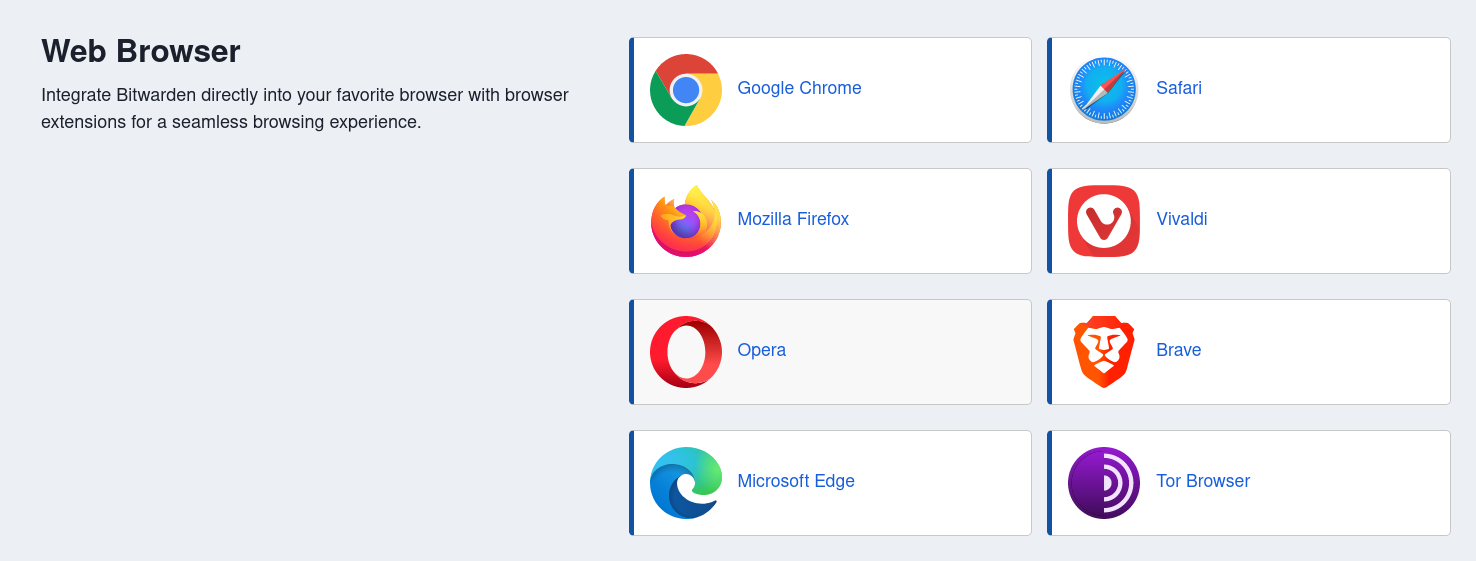 Web Browser
Integrate Bitwarden directly into your favorite browser with browser
extensions for a seamless browsing experience.
Google Chrome
Safari
Mozilla Firefox
Vivaldi
Opera
Brave
Microsoft Edge
Tor Browser